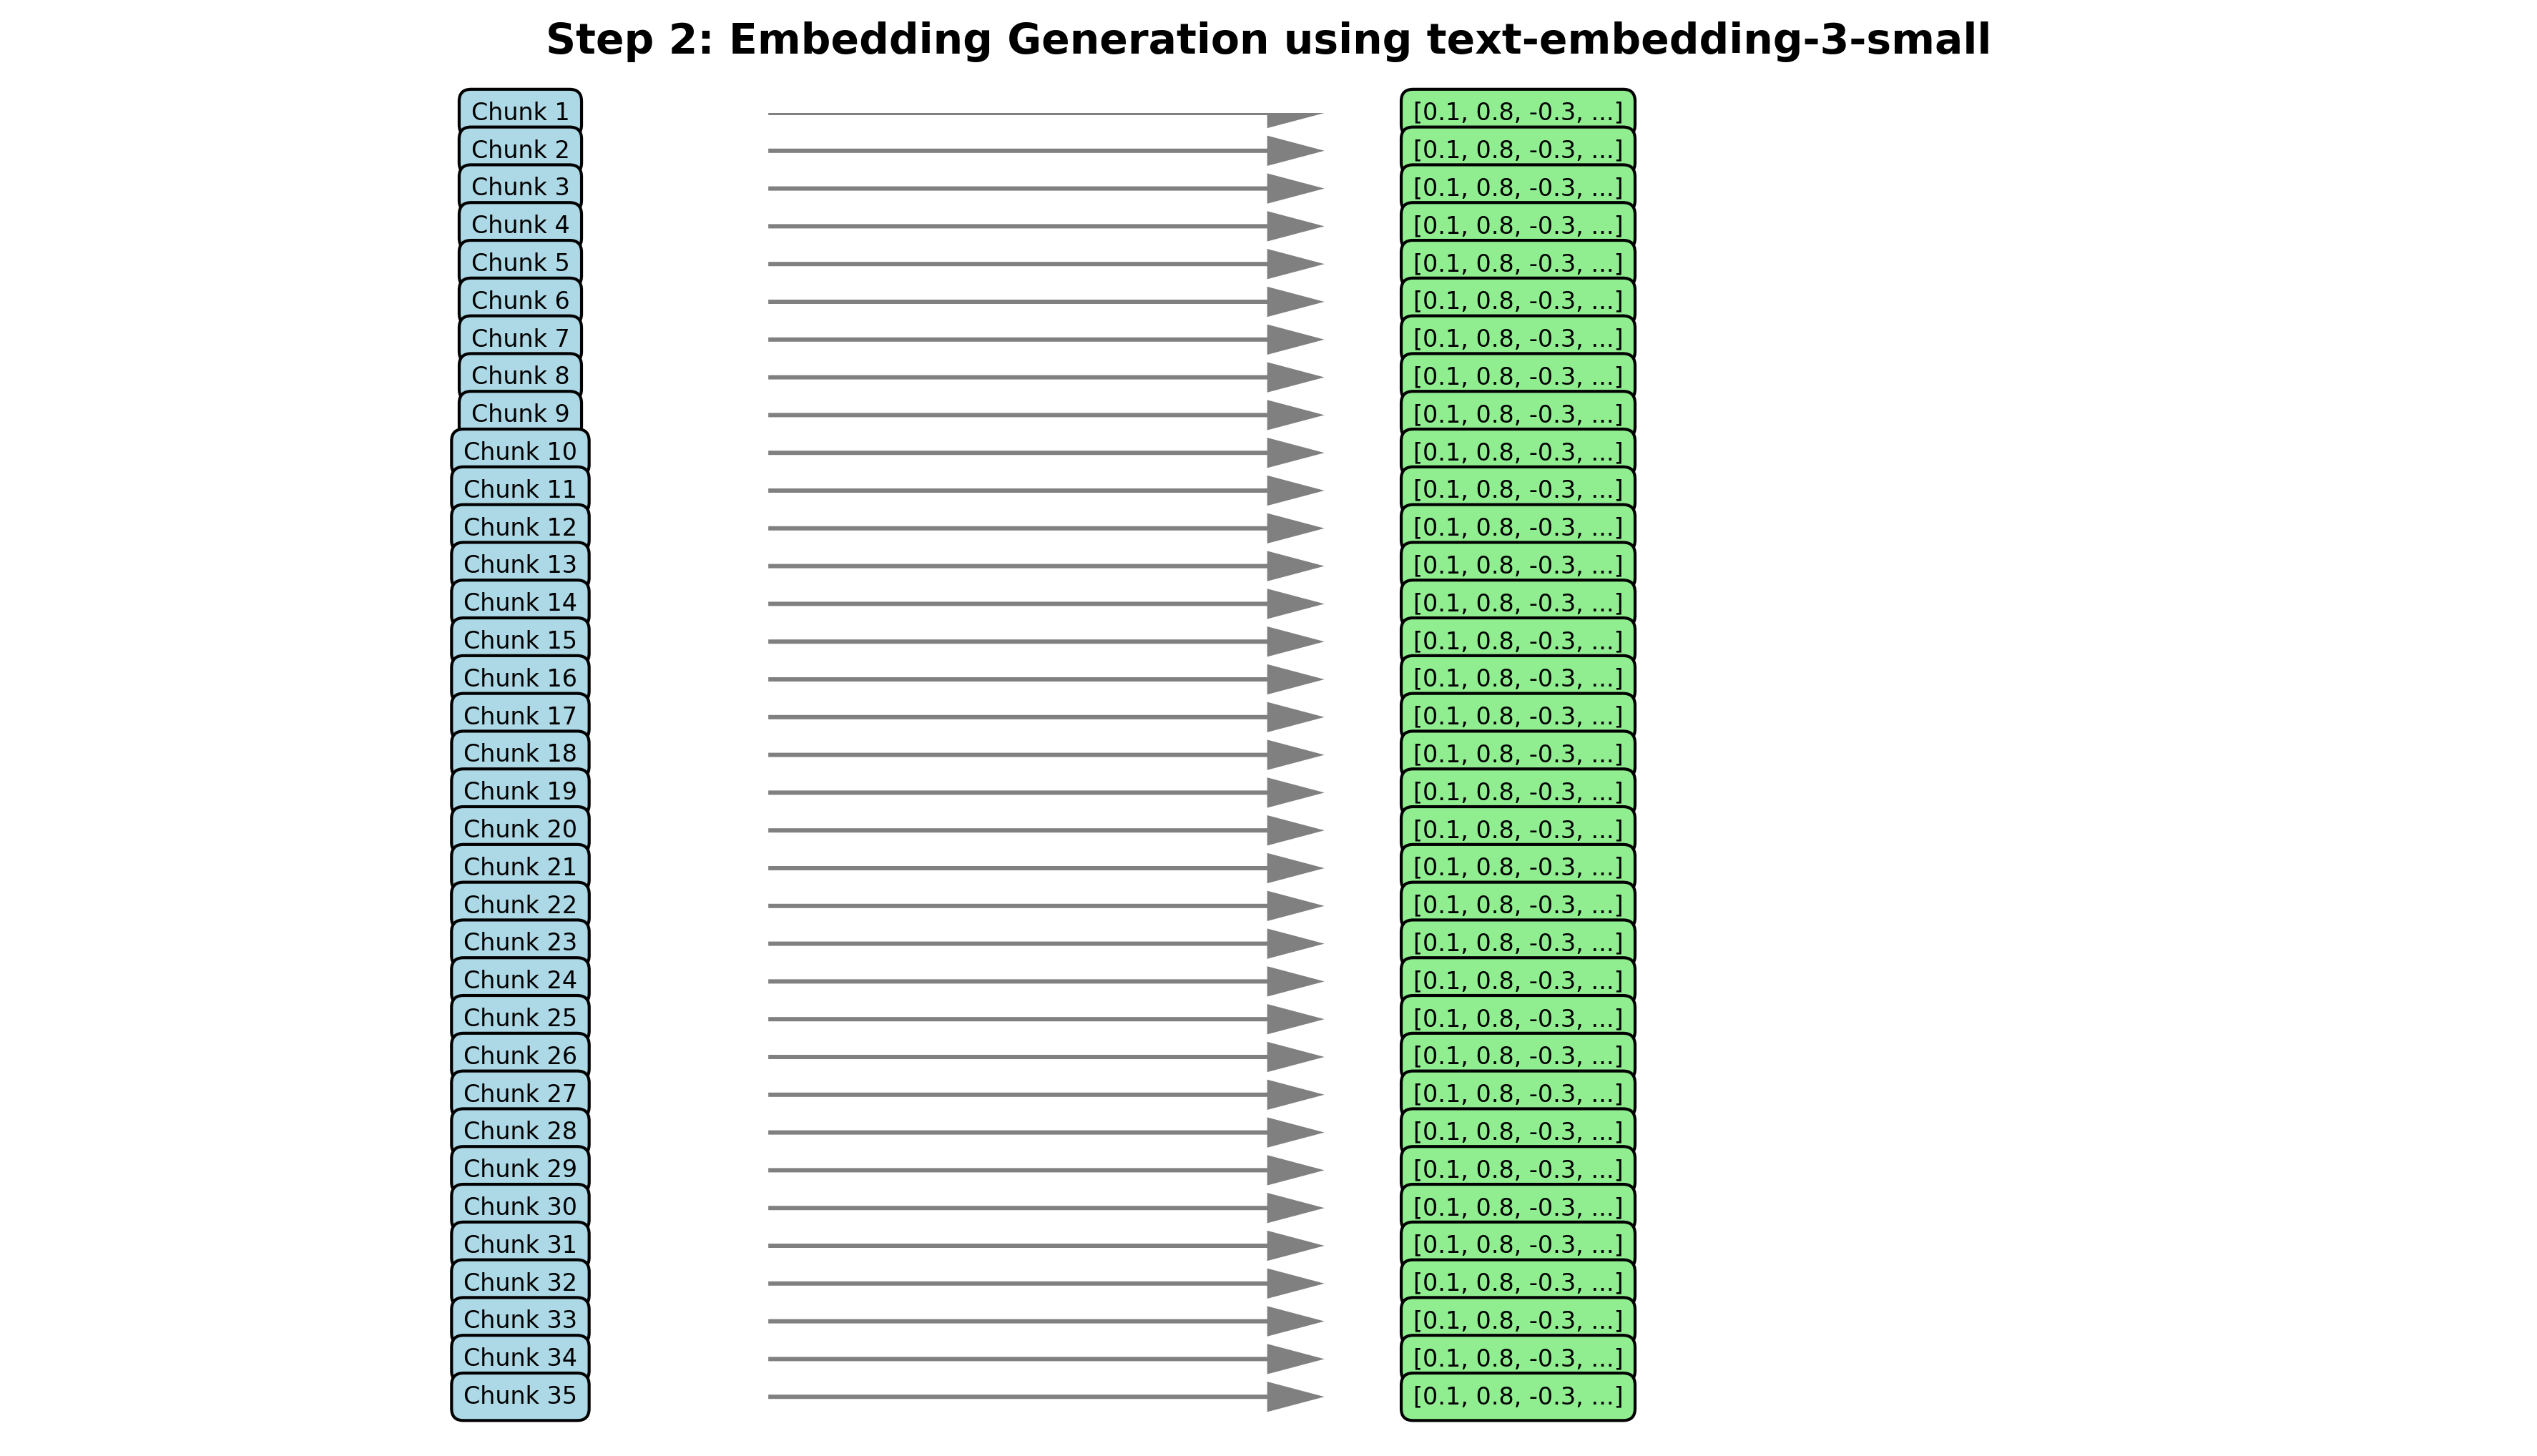 Step 2: Embedding Generation using text-embedding-3-small
Chunk 1 [0.1, 0.8, -0.3, ...]
Chunk 2 [0.1, 0.8, -0.3, ...]
Chunk 3 [0.1, 0.8, -0.3, ...]
Chunk 4 [0.1, 0.8, -0.3, ...]
Chunk 5 [0.1, 0.8, -0.3, ...]
Chunk 6 [0.1, 0.8, -0.3, ...]
Chunk 7 [0.1, 0.8, -0.3, ...]
Chunk 8 [0.1, 0.8, -0.3, ...]
Chunk 9 [0.1, 0.8, -0.3, ...]
Chunk 10 [0.1, 0.8, -0.3, ...]
Chunk 11 [0.1, 0.8, -0.3, ...]
Chunk 12 [0.1, 0.8, -0.3, ...]
Chunk 13 [0.1, 0.8, -0.3, ...]
Chunk 14 [0.1, 0.8, -0.3, ...]
Chunk 15 [0.1, 0.8, -0.3, ...]
Chunk 16 [0.1, 0.8, -0.3, ...]
Chunk 17 [0.1, 0.8, -0.3, ...]
Chunk 18 [0.1, 0.8, -0.3, ...]
Chunk 19 [0.1, 0.8, -0.3, ...]
Chunk 20 [0.1, 0.8, -0.3, ...]
Chunk 21 [0.1, 0.8, -0.3, ...]
Chunk 22 [0.1, 0.8, -0.3, ...]
Chunk 23 [0.1, 0.8, -0.3, ...]
Chunk 24 [0.1, 0.8, -0.3, ...]
Chunk 25 [0.1, 0.8, -0.3, ...]
Chunk 26 [0.1, 0.8, -0.3, ...]
Chunk 27 [0.1, 0.8, -0.3, ...]
Chunk 28 [0.1, 0.8, -0.3, ...]
Chunk 29 [0.1, 0.8, -0.3, ...]
Chunk 30 [0.1, 0.8, -0.3, ...]
Chunk 31 [0.1, 0.8, -0.3, ...]
Chunk 32 [0.1, 0.8, -0.3, ...]
Chunk 33 [0.1, 0.8, -0.3, ...]
Chunk 34 [0.1, 0.8, -0.3, ...]
Chunk 35 [0.1, 0.8, -0.3, ...]